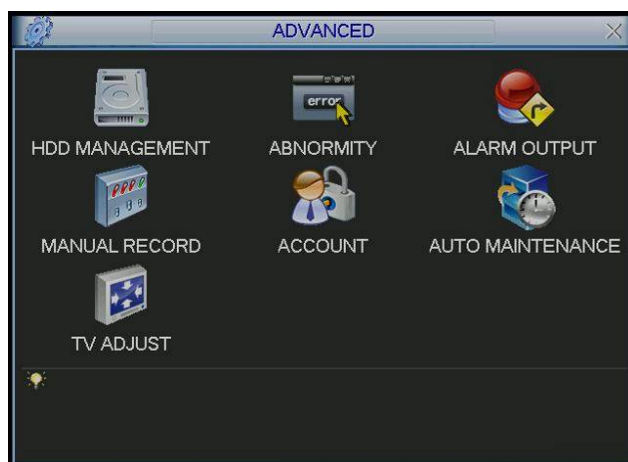 ADVANCED
error
HDD MANAGEMENT ABNORMITY ALARM OUTPUT
MANUAL RECORD ACCOUNT AUTO MAINTENANCE
TV ADJUST